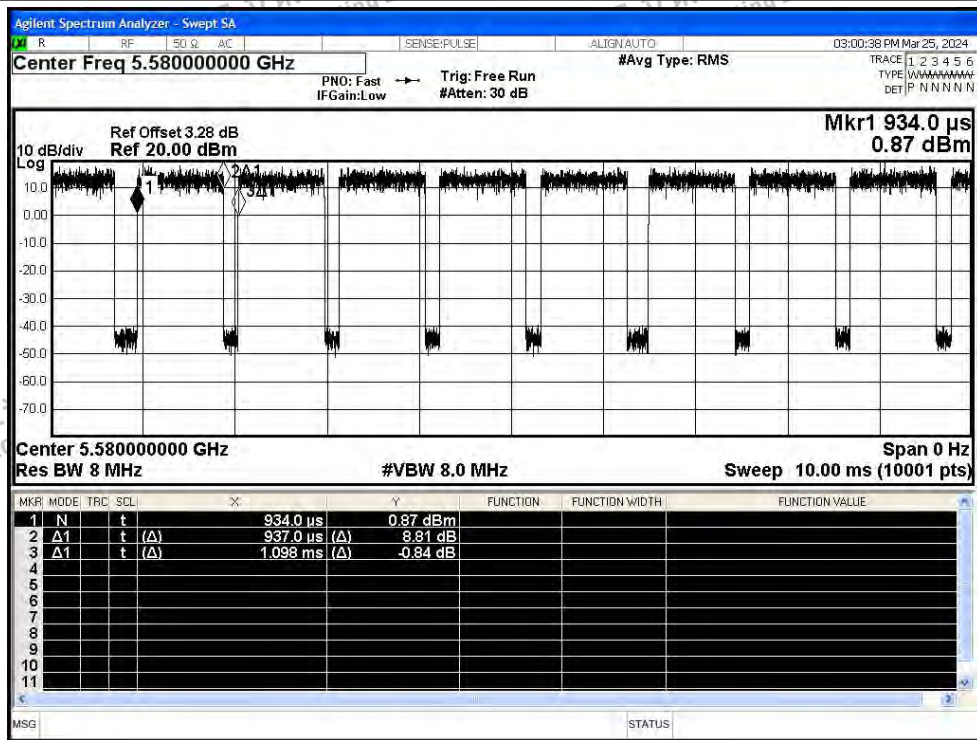 Agilent Spectrum Analyzer - Swept SA
R RF 50 Ω AC SENSE:PULSE ALIGN AUTO 03:00:38 PM Mar 25, 2024
Center Freq 5.580000000 GHz #Avg Type: RMS TRACE 1 2 3 4 5 6
PNO: Fast Trig: Free Run TYPE
IFGain:Low #Atten: 30 dB DET P N N N N N
Mkr1 934.0 µs
Ref Offset 3.28 dB
10 dB/div Ref 20.00 dBm 0.87 dBm
Log
2Δ1
10.0 1 3Δ1
0.00
-10.0
-20.0
-30.0
-40.0
-50.0
-60.0
-70.0
Center 5.580000000 GHz Span 0 Hz
Res BW 8 MHz #VBW 8.0 MHz Sweep 10.00 ms (10001 pts)
MKR MODE TRC SCL X Y FUNCTION FUNCTION WIDTH FUNCTION VALUE
1 N t 934.0 µs 0.87 dBm
2 Δ1 t (Δ) 937.0 µs (Δ) 8.81 dB
3 Δ1 t (Δ) 1.098 ms (Δ) -0.84 dB
4
5
6
7
8
9
10
11
MSG STATUS